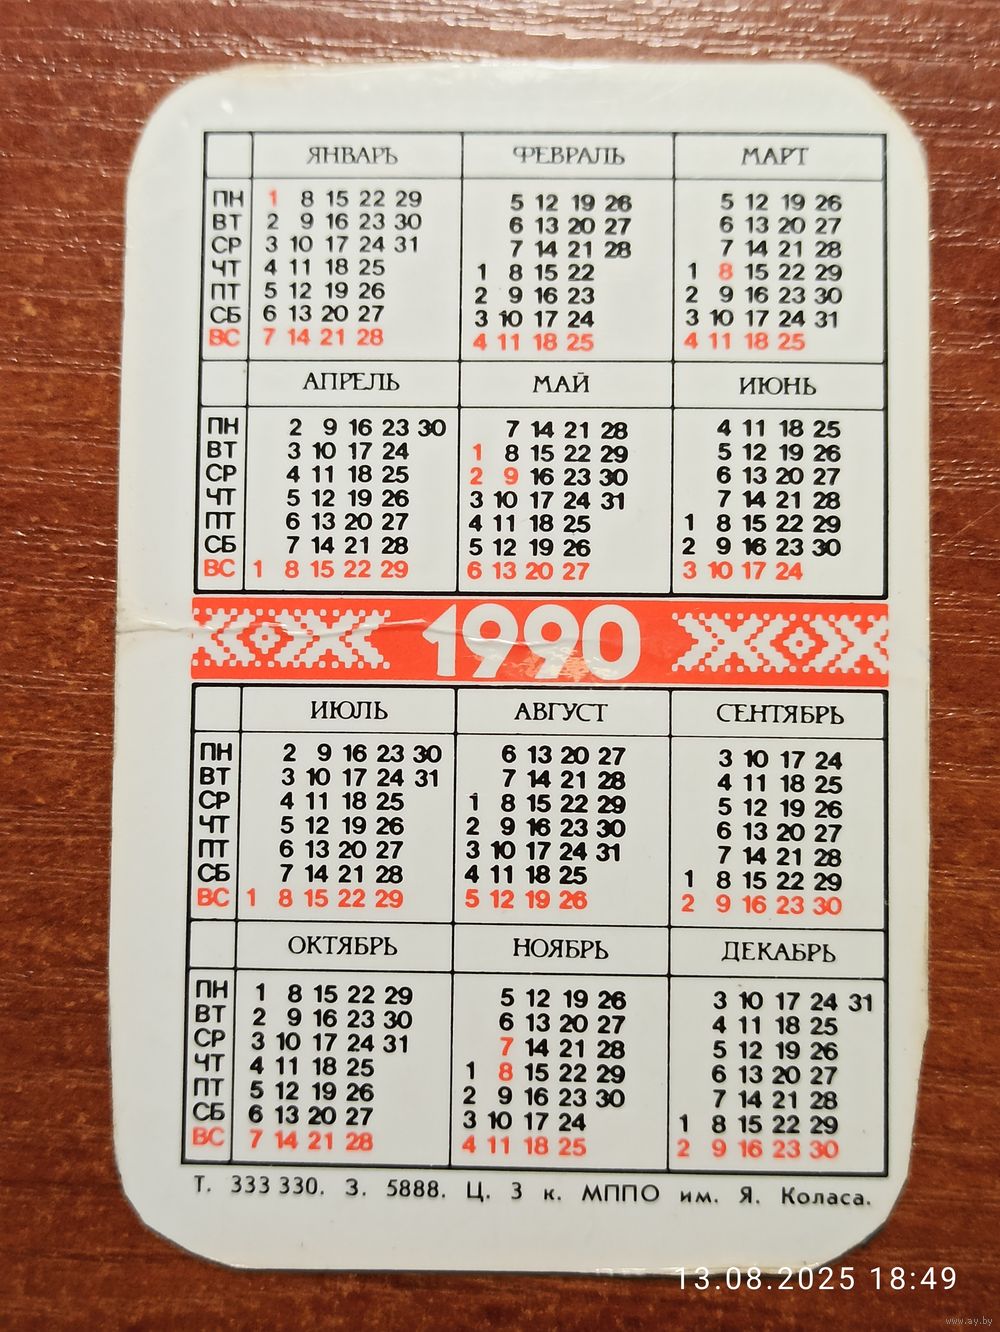 ЯНВАРЬ ФЕВРАЛЬ МАРТ
ПН 1 8 15 22 29 5 12 19 26 5 12 19 26
ВТ 2 9 16 23 30 6 13 20 27 6 13 20 27
СР 3 10 17 24 31 7 14 21 28 7 14 21 28
ЧТ 4 11 18 25 1 8 15 22 1 8 15 22 29
ПТ 5 12 19 26 2 9 16 23 2 9 16 23 30
СБ 6 13 20 27 3 10 17 24 3 10 17 24 31
ВС 7 14 21 28 4 11 18 25 4 11 18 25
АПРЕЛЬ МАЙ ИЮНЬ
ПН 2 9 16 23 30 7 14 21 28 4 11 18 25
ВТ 3 10 17 24 1 8 15 22 29 5 12 19 26
СР 4 11 18 25 2 9 16 23 30 6 13 20 27
ЧТ 5 12 19 26 3 10 17 24 31 7 14 21 28
ПТ 6 13 20 27 4 11 18 25 1 8 15 22 29
СБ 7 14 21 28 5 12 19 26 2 9 16 23 30
ВС 1 8 15 22 29 6 13 20 27 3 10 17 24
1990
ИЮЛЬ АВГУСТ СЕНТЯБРЬ
ПН 2 9 16 23 30 6 13 20 27 3 10 17 24
ВТ 3 10 17 24 31 7 14 21 28 4 11 18 25
СР 4 11 18 25 1 8 15 22 29 5 12 19 26
ЧТ 5 12 19 26 2 9 16 23 30 6 13 20 27
ПТ 6 13 20 27 3 10 17 24 31 7 14 21 28
СБ 7 14 21 28 4 11 18 25 1 8 15 22 29
ВС 1 8 15 22 29 5 12 19 26 2 9 16 23 30
ОКТЯБРЬ НОЯБРЬ ДЕКАБРЬ
ПН 1 8 15 22 29 5 12 19 26 3 10 17 24 31
ВТ 2 9 16 23 30 6 13 20 27 4 11 18 25
СР 3 10 17 24 31 7 14 21 28 5 12 19 26
ЧТ 4 11 18 25 1 8 15 22 29 6 13 20 27
ПТ 5 12 19 26 2 9 16 23 30 7 14 21 28
СБ 6 13 20 27 3 10 17 24 1 8 15 22 29
ВС 7 14 21 28 4 11 18 25 2 9 16 23 30
Т. 333 330. З. 5888. Ц. 3 к. МППО им. Я. Коласа.
13.08.2025 18:49
www.ay.by